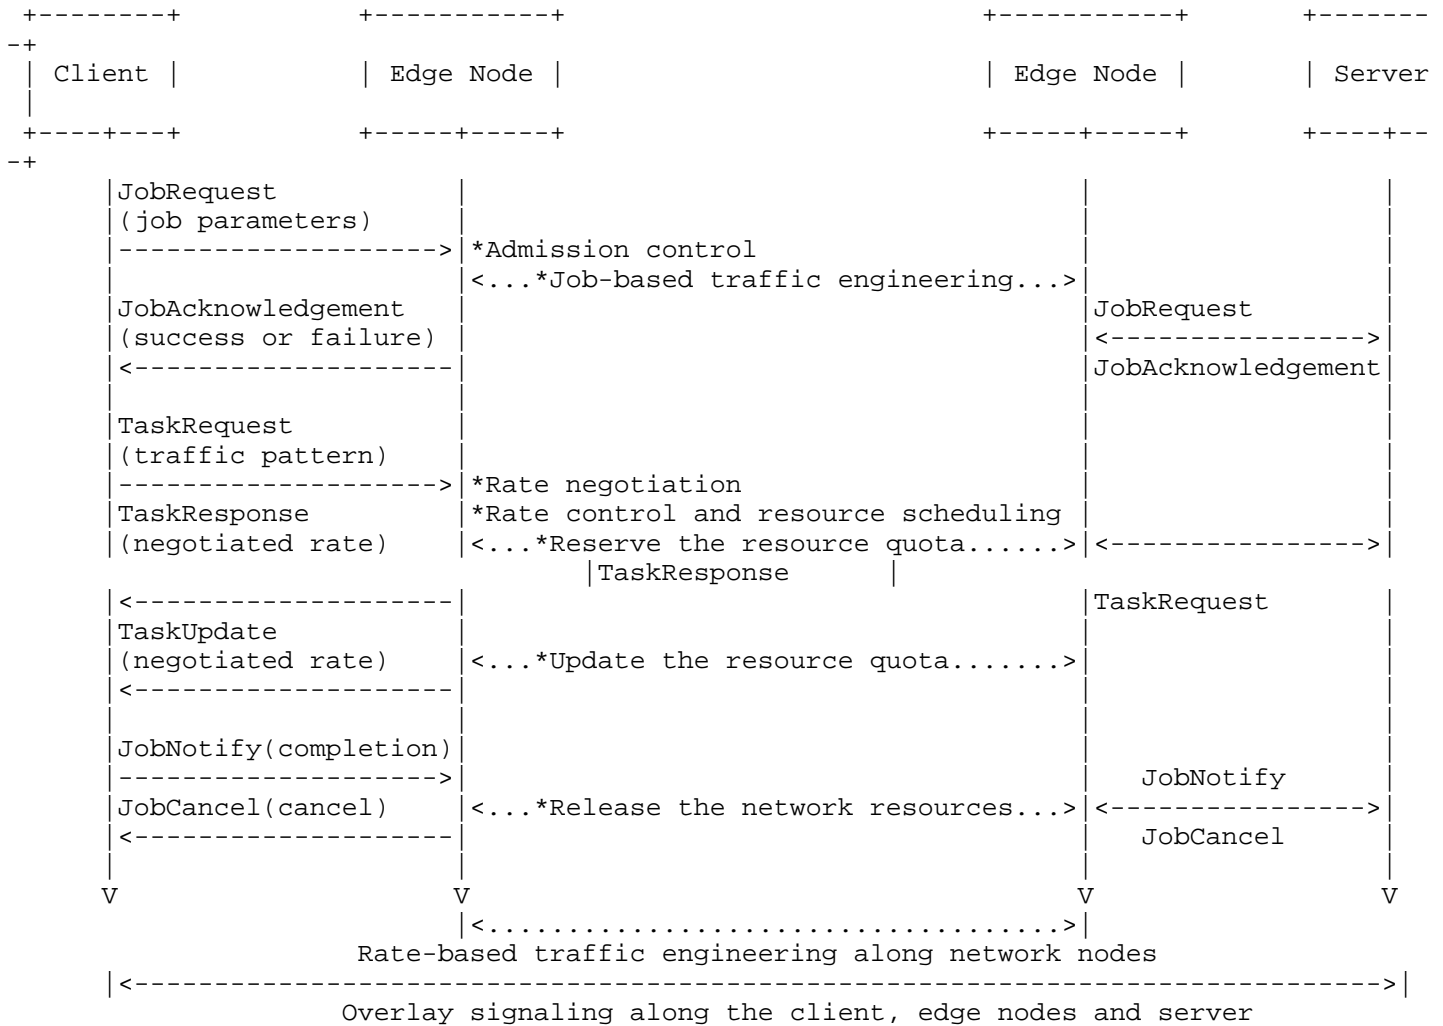 +--------+          +-----------+                     +-----------+      +-------
-+
| Client |          | Edge Node |                     | Edge Node |      | Server
|
+----+---+          +-----+-----+                     +-----+-----+      +----+--
-+
|JobRequest | | |
|(job parameters) | | |
|-------------------->|*Admission control | |
| |<...*Job-based traffic engineering...>| |
|JobAcknowledgement | |JobRequest |
|(success or failure) | |<---------------->|
|<--------------------| |JobAcknowledgement|
| | | |
|TaskRequest | | |
|(traffic pattern) | | |
|-------------------->|*Rate negotiation | |
|TaskResponse |*Rate control and resource scheduling | |
|(negotiated rate) |<...*Reserve the resource quota......>|<---------------->|
|TaskResponse |
|<--------------------| |TaskRequest |
|TaskUpdate | | |
|(negotiated rate) |<...*Update the resource quota.......>| |
|<--------------------| | |
| | | |
|JobNotify(completion)| | |
|-------------------->| | JobNotify |
|JobCancel(cancel) |<...*Release the network resources...>|<---------------->|
|<--------------------| | JobCancel |
| | | |
V V V V
|<.....................................>|
Rate-based traffic engineering along network nodes
|<------------------------------------------------------------------------------->|
Overlay signaling along the client, edge nodes and server